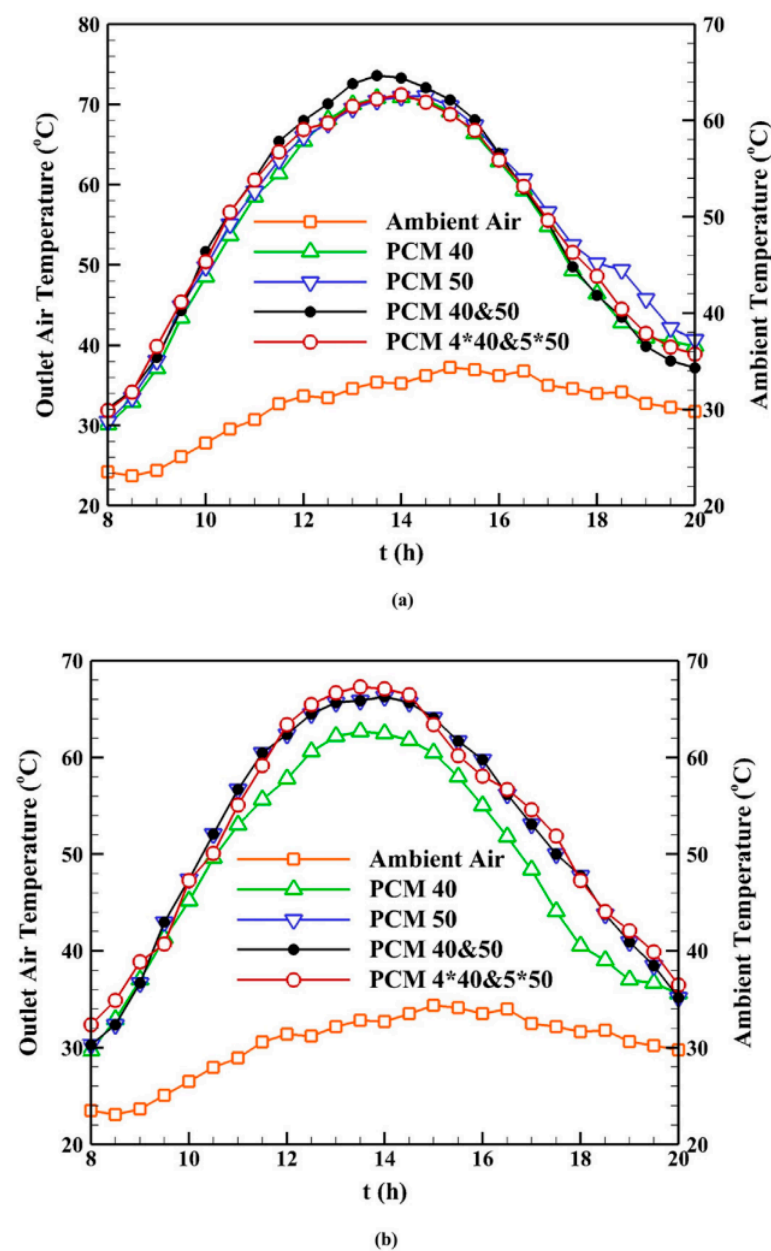 80
70
60
50
40
30
20
Outlet Air Temperature (°C)
70
60
50
40
30
20
Ambient Temperature (°C)
Ambient Air
PCM 40
PCM 50
PCM 40&50
PCM 4*40&5*50
8 10 12 14 16 18 20
t (h)
(a)
70
60
50
40
30
20
Outlet Air Temperature (°C)
70
60
50
40
30
20
Ambient Temperature (°C)
Ambient Air
PCM 40
PCM 50
PCM 40&50
PCM 4*40&5*50
8 10 12 14 16 18 20
t (h)
(b)